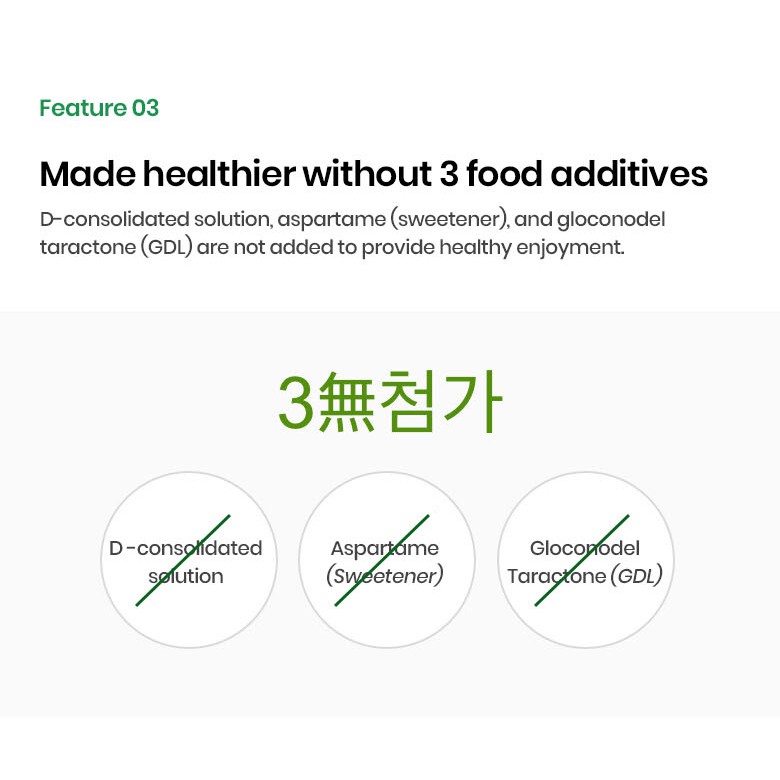 Feature 03
Made healthier without 3 food additives
D-consolidated solution, aspartame (sweetener), and gloconodel
taractone (GDL) are not added to provide healthy enjoyment.
3無첨가
D -consolidated
solution
Aspartame
(Sweetener)
Gloconodel
Taractone (GDL)